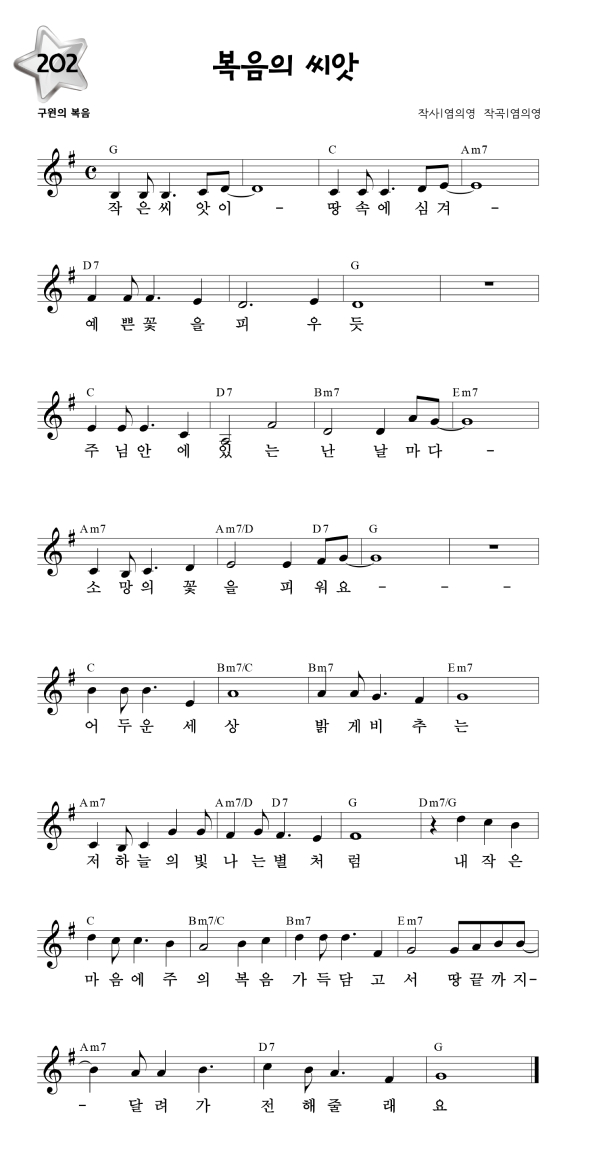 202
복음의 씨앗
구원의 복음
작사|염의영 작곡|염의영
G C Am7
작 은 씨 앗 이 - 땅 속 에 심 겨 -
D7 G
예 쁜 꽃 을 피 우 듯
C D7 Bm7 Em7
주 님 안 에 있 는 난 날 마 다 -
Am7 Am7/D D7 G
소 망 의 꽃 을 피 워 요 - - -
C Bm7/C Bm7 Em7
어 두 운 세 상 밝 게 비 추 는
Am7 Am7/D D7 G Dm7/G
저 하 늘 의 빛 나 는 별 처 럼 내 작 은
C Bm7/C Bm7 Em7
마 음 에 주 의 복 음 가 득 담 고 서 땅 끝 까 지 -
Am7 D7 G
- 달 려 가 전 해 줄 래 요